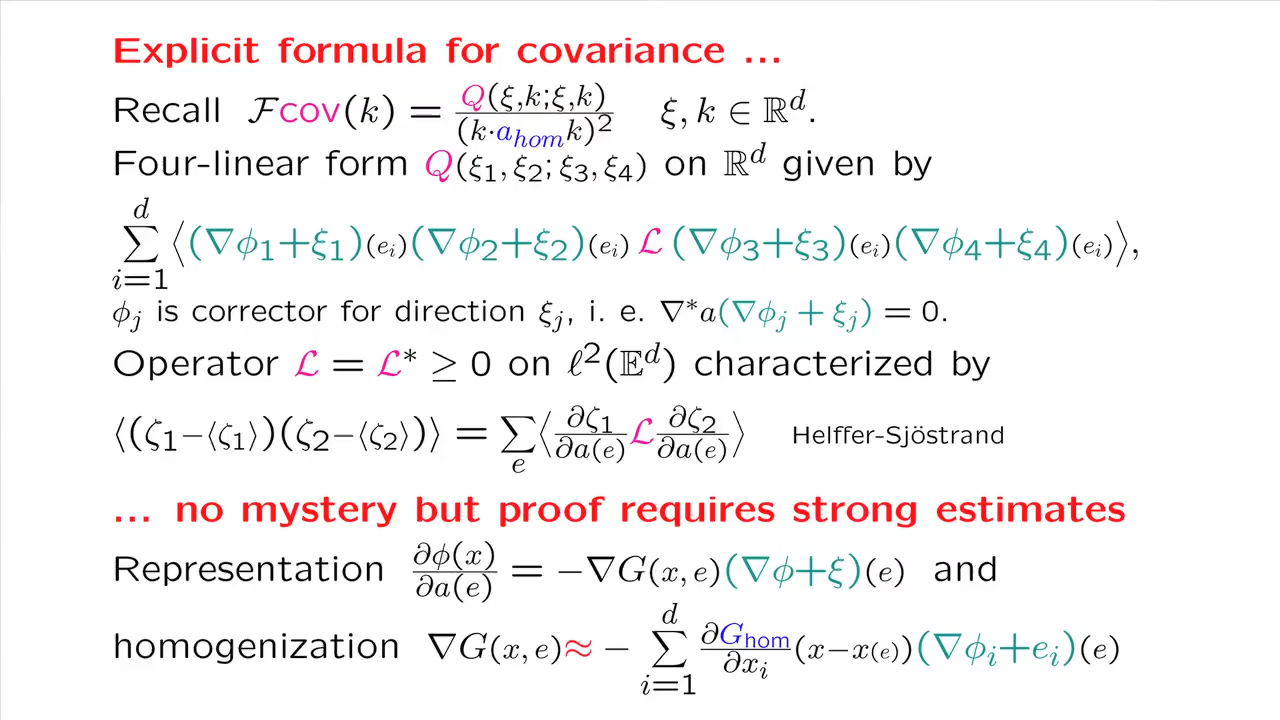 Explicit formula for covariance ...
Recall 𝓕cov(k) = Q(ξ,k;ξ,k)/(k·a_hom k)²   ξ, k ∈ ℝ^d.
Four-linear form Q(ξ₁, ξ₂; ξ₃, ξ₄) on ℝ^d given by
∑_{i=1}^{d} ⟨(∇ϕ₁+ξ₁)(e_i)(∇ϕ₂+ξ₂)(e_i) 𝓛 (∇ϕ₃+ξ₃)(e_i)(∇ϕ₄+ξ₄)(e_i)⟩,
ϕ_j is corrector for direction ξ_j, i. e. ∇*a(∇ϕ_j + ξ_j) = 0.
Operator 𝓛 = 𝓛* ≥ 0 on ℓ²(𝔼^d) characterized by
⟨(ζ₁−⟨ζ₁⟩)(ζ₂−⟨ζ₂⟩)⟩ = ∑_e ⟨∂ζ₁/∂a(e) 𝓛 ∂ζ₂/∂a(e)⟩   Helffer-Sjöstrand
... no mystery but proof requires strong estimates
Representation ∂ϕ(x)/∂a(e) = −∇G(x, e)(∇ϕ+ξ)(e) and
homogenization ∇G(x, e) ≈ − ∑_{i=1}^{d} ∂G_hom/∂x_i (x−x(e))(∇ϕ_i+e_i)(e)